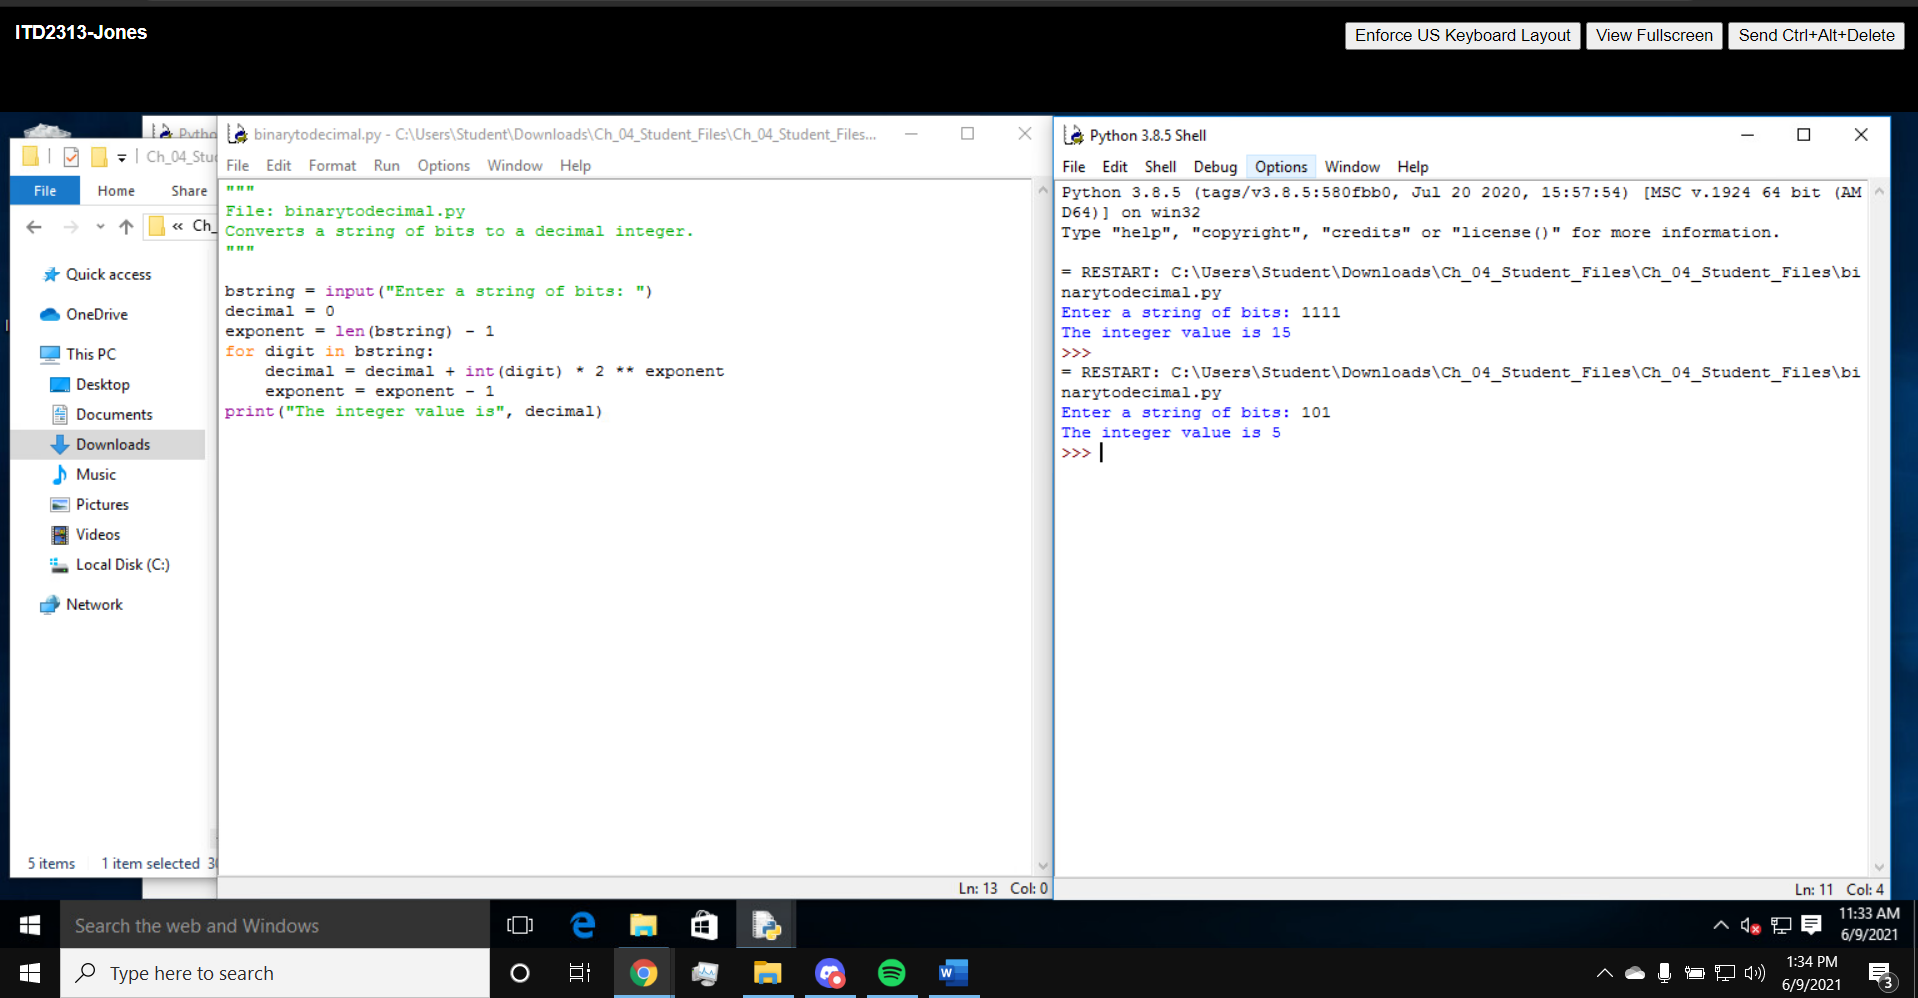 ITD2313-Jones
Enforce US Keyboard Layout
View Fullscreen
Send Ctrl+Alt+Delete
Ch_04_Stu
File
Home
Share
« Ch_
Quick access
OneDrive
This PC
Desktop
Documents
Downloads
Music
Pictures
Videos
Local Disk (C:)
Network
5 items
1 item selected
binarytodecimal.py - C:\Users\Student\Downloads\Ch_04_Student_Files\Ch_04_Student_Files...
File Edit Format Run Options Window Help
"""
File: binarytodecimal.py
Converts a string of bits to a decimal integer.
"""
bstring = input("Enter a string of bits: ")
decimal = 0
exponent = len(bstring) - 1
for digit in bstring:
    decimal = decimal + int(digit) * 2 ** exponent
    exponent = exponent - 1
print("The integer value is", decimal)
Ln: 13 Col: 0
Python 3.8.5 Shell
File Edit Shell Debug Options Window Help
Python 3.8.5 (tags/v3.8.5:580fbb0, Jul 20 2020, 15:57:54) [MSC v.1924 64 bit (AM
D64)] on win32
Type "help", "copyright", "credits" or "license()" for more information.
= RESTART: C:\Users\Student\Downloads\Ch_04_Student_Files\Ch_04_Student_Files\bi
narytodecimal.py
Enter a string of bits: 1111
The integer value is 15
>>>
= RESTART: C:\Users\Student\Downloads\Ch_04_Student_Files\Ch_04_Student_Files\bi
narytodecimal.py
Enter a string of bits: 101
The integer value is 5
>>>
Ln: 11 Col: 4
Search the web and Windows
11:33 AM
6/9/2021
Type here to search
1:34 PM
6/9/2021
3